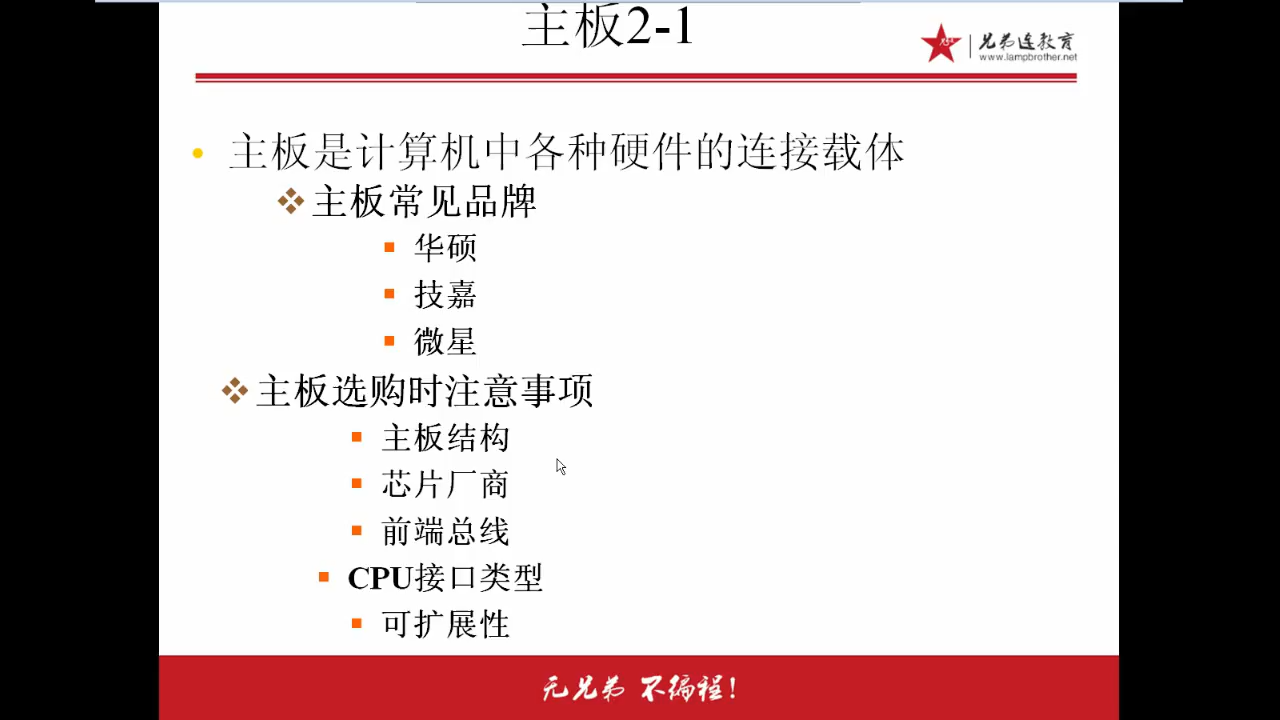 主板2-1
兄弟连教育
www.lampbrother.net
主板是计算机中各种硬件的连接载体
主板常见品牌
华硕
技嘉
微星
主板选购时注意事项
主板结构
芯片厂商
前端总线
CPU接口类型
可扩展性
无兄弟 不编程!